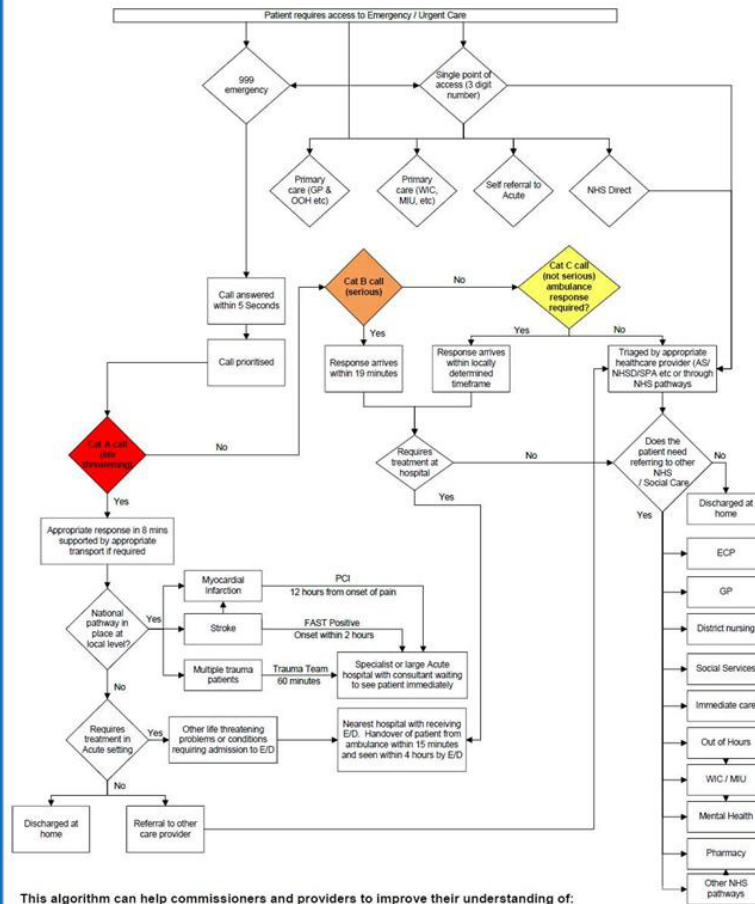 Patient requires access to Emergency / Urgent Care
999
emergency
Single point of
access (3 digit
number)
Primary
care (GP &
OOH etc)
Primary
care (WIC,
MIU, etc)
Self referral to
Acute
NHS Direct
Call answered
within 5 Seconds
Cat B call
(serious)
No
Cat C call
(not serious)
ambulance
response
required?
Yes
Yes
No
Call prioritised
Response arrives
within 19 minutes
Response arrives
within locally
determined
timeframe
Triaged by appropriate
healthcare provider (AS/
NHSD/SPA etc or through
NHS pathways
Cat A call
(life
threatening)
No
Requires
treatment at
hospital
No
Does the
patient need
referring to other
NHS
/ Social Care
No
Yes
Yes
Yes
Discharged at
home
Appropriate response in 8 mins
supported by appropriate
transport if required
ECP
GP
District nursing
Social Services
Immediate care
Out of Hours
WIC / MIU
Mental Health
Pharmacy
Other NHS
pathways
National
pathway in
place at
local level?
Yes
Myocardial
Infarction
PCI
12 hours from onset of pain
Stroke
FAST Positive
Onset within 2 hours
Multiple trauma
patients
Trauma Team
60 minutes
Specialist or large Acute
hospital with consultant waiting
to see patient immediately
No
Requires
treatment in
Acute setting
Yes
Other life threatening
problems or conditions
requiring admission to E/D
Nearest hospital with receiving
E/D. Handover of patient from
ambulance within 15 minutes
and seen within 4 hours by E/D
No
Discharged at
home
Referral to other
care provider
This algorithm can help commissioners and providers to improve their understanding of: